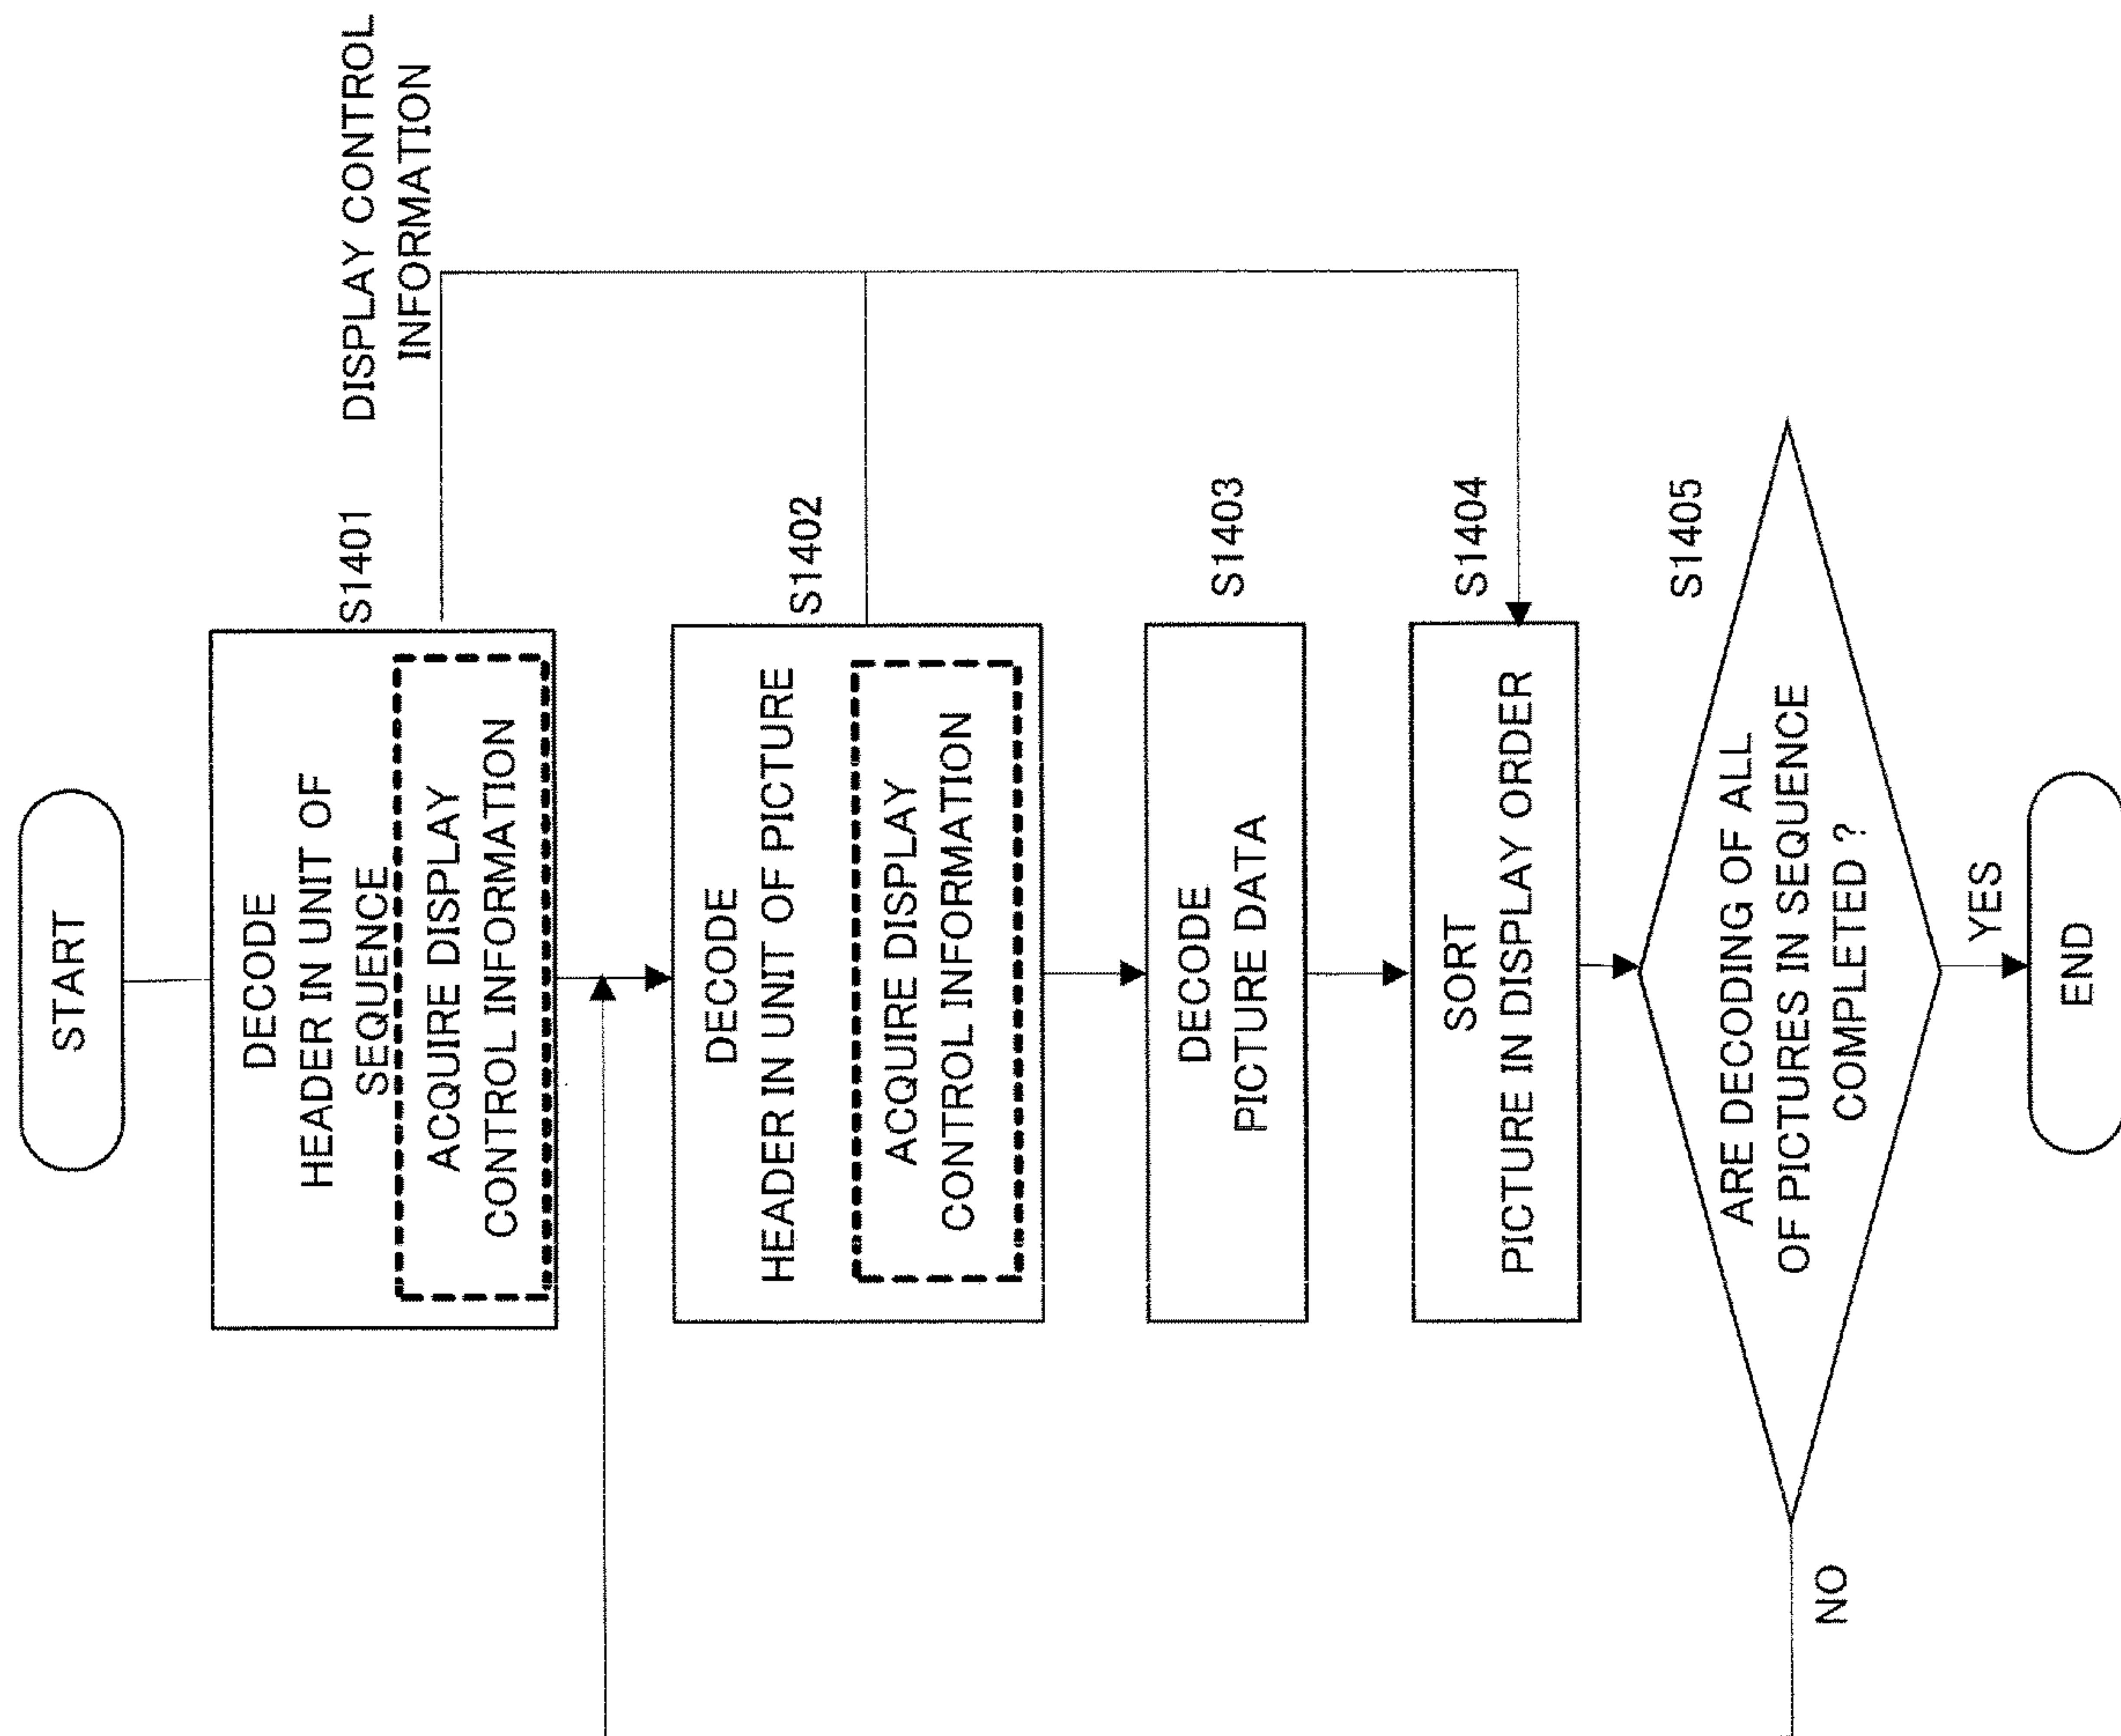 START
DECODE
HEADER IN UNIT OF
SEQUENCE
ACQUIRE DISPLAY
CONTROL INFORMATION
S1401
DISPLAY CONTROL
INFORMATION
DECODE
HEADER IN UNIT OF PICTURE
ACQUIRE DISPLAY
CONTROL INFORMATION
S1402
DECODE
PICTURE DATA
S1403
SORT
PICTURE IN DISPLAY ORDER
S1404
ARE DECODING OF ALL
OF PICTURES IN SEQUENCE
COMPLETED ?
S1405
NO
YES
END